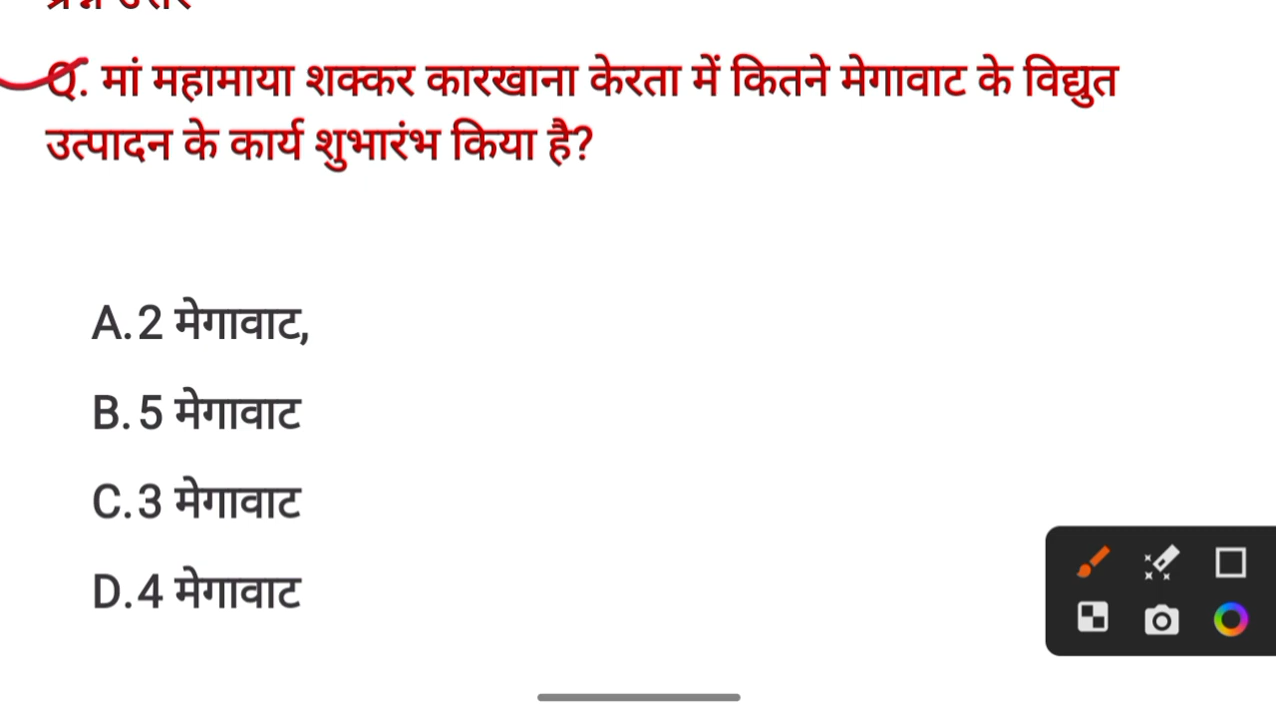 Q. मां महामाया शक्कर कारखाना केरता में कितने मेगावाट के विद्युत
उत्पादन के कार्य शुभारंभ किया है?
A. 2 मेगावाट,
B. 5 मेगावाट
C. 3 मेगावाट
D. 4 मेगावाट